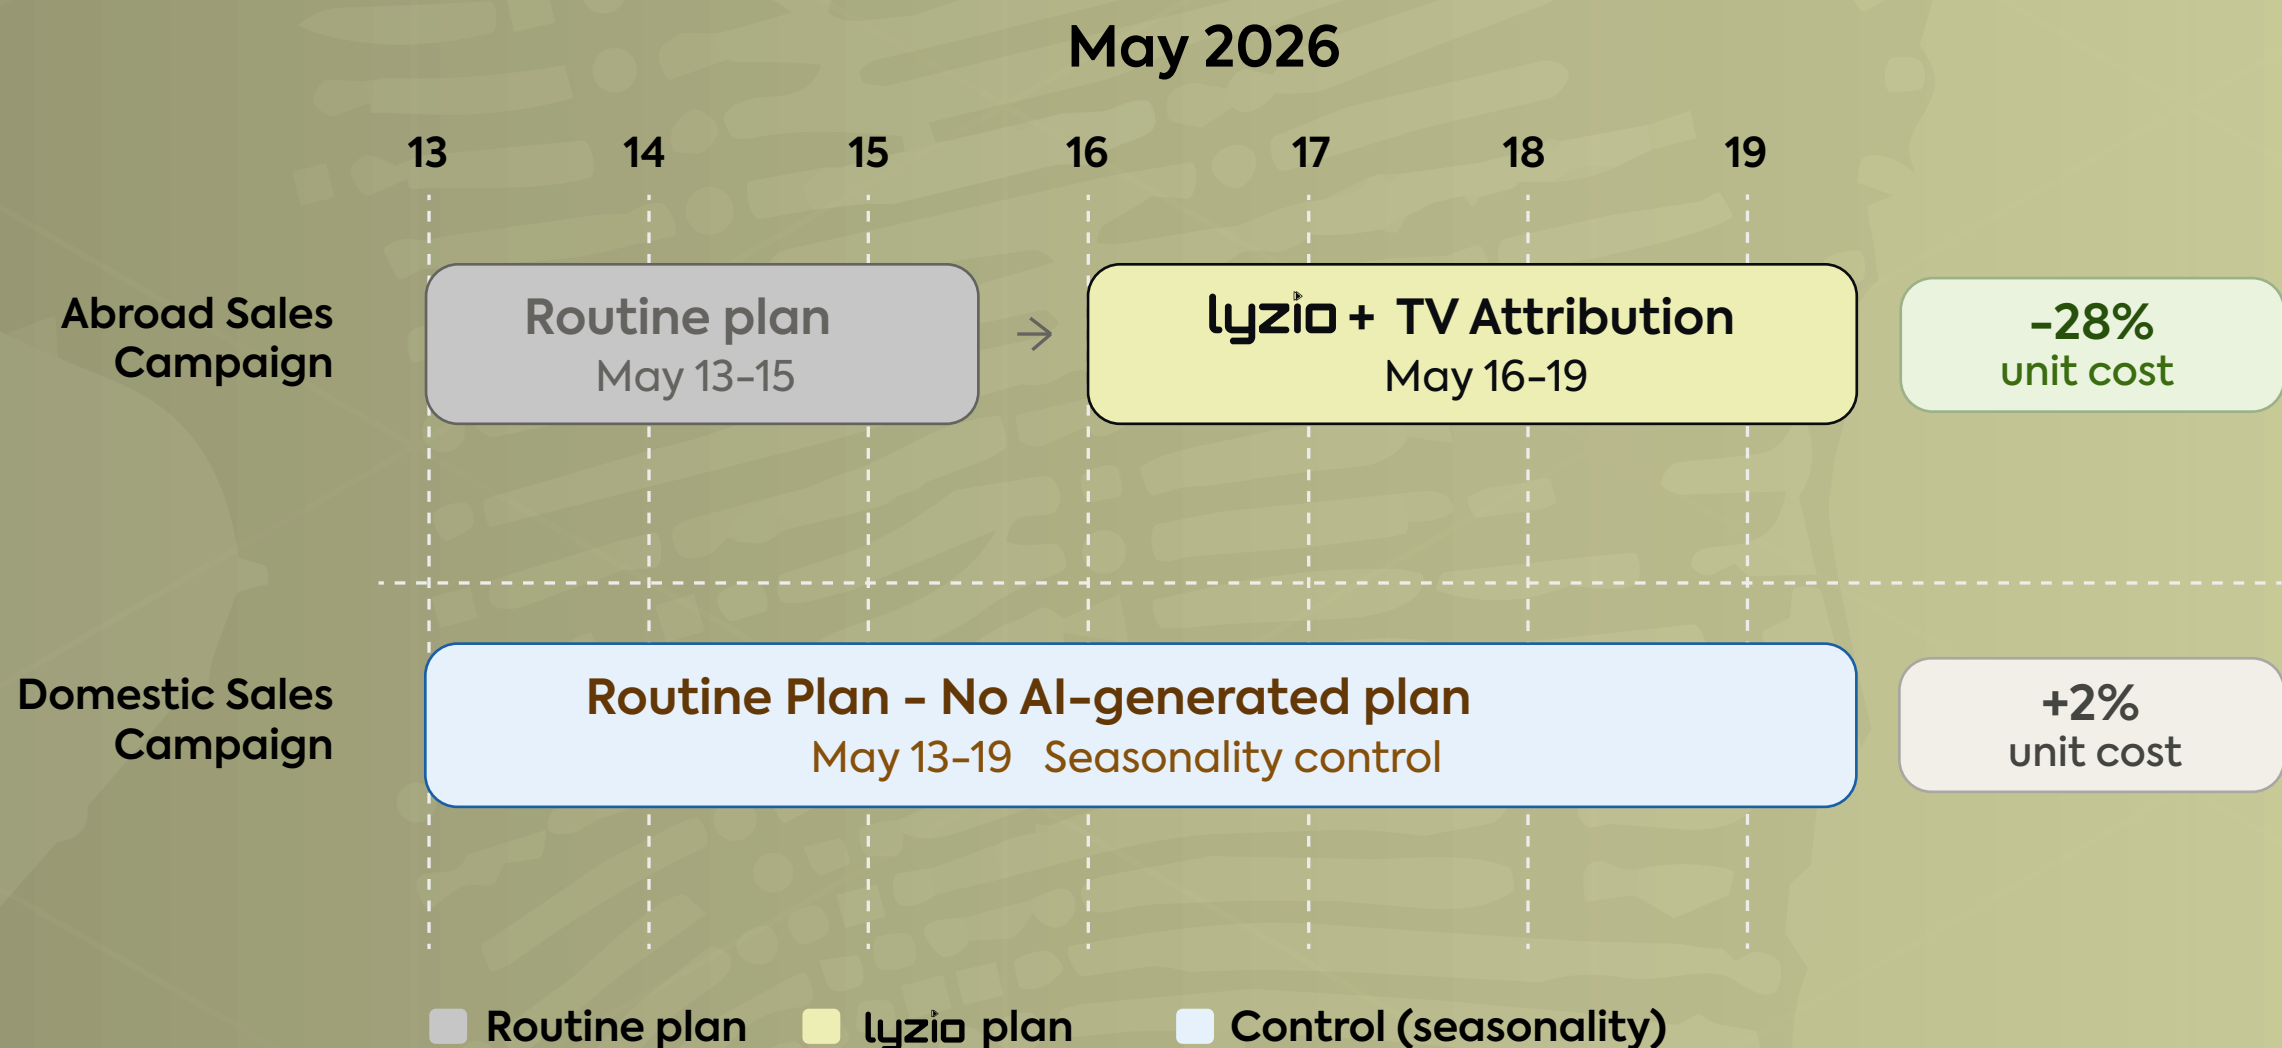 May 2026
13 14 15 16 17 18 19
Abroad Sales
Campaign
Routine plan
May 13-15
lyzio + TV Attribution
May 16-19
-28%
unit cost
Domestic Sales
Campaign
Routine Plan - No AI-generated plan
May 13-19 Seasonality control
+2%
unit cost
Routine plan lyzio plan Control (seasonality)